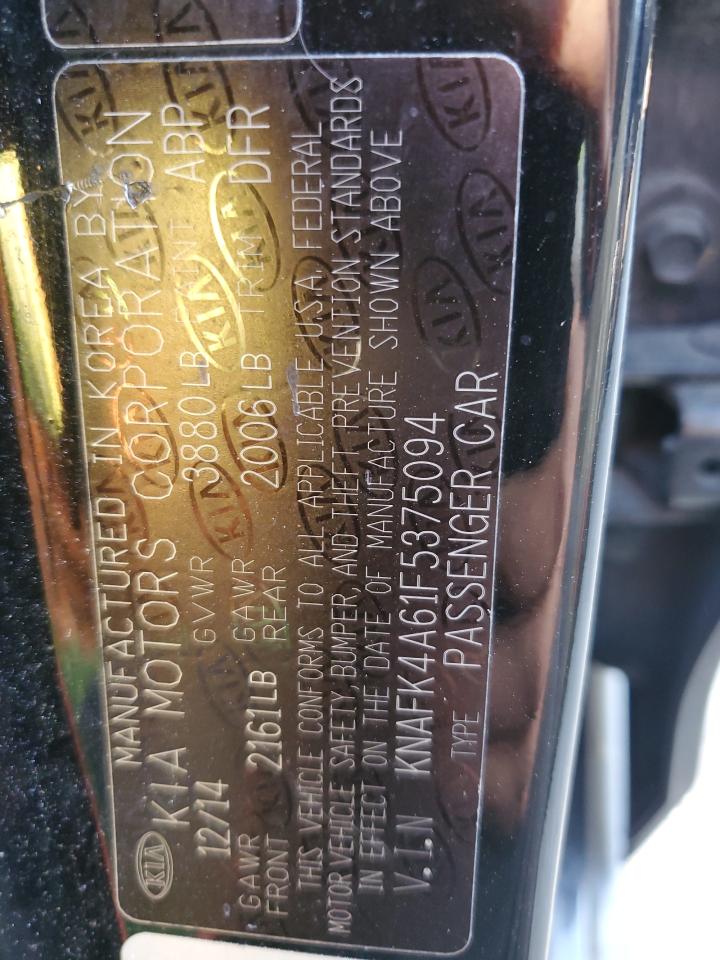 MANUFACTURED IN KOREA BY
KIA KIA MOTORS CORPORATION
12/14 GVWR 3880LB PAINT ABP
GAWR FRONT 2161LB GAWR REAR 2006LB TRIM DFR
THIS VEHICLE CONFORMS TO ALL APPLICABLE U.S.A. FEDERAL
MOTOR VEHICLE SAFETY, BUMPER, AND THEFT PREVENTION STANDARDS
IN EFFECT ON THE DATE OF MANUFACTURE SHOWN ABOVE
V.I.N KNAFK4A61F5375094
TYPE PASSENGER CAR